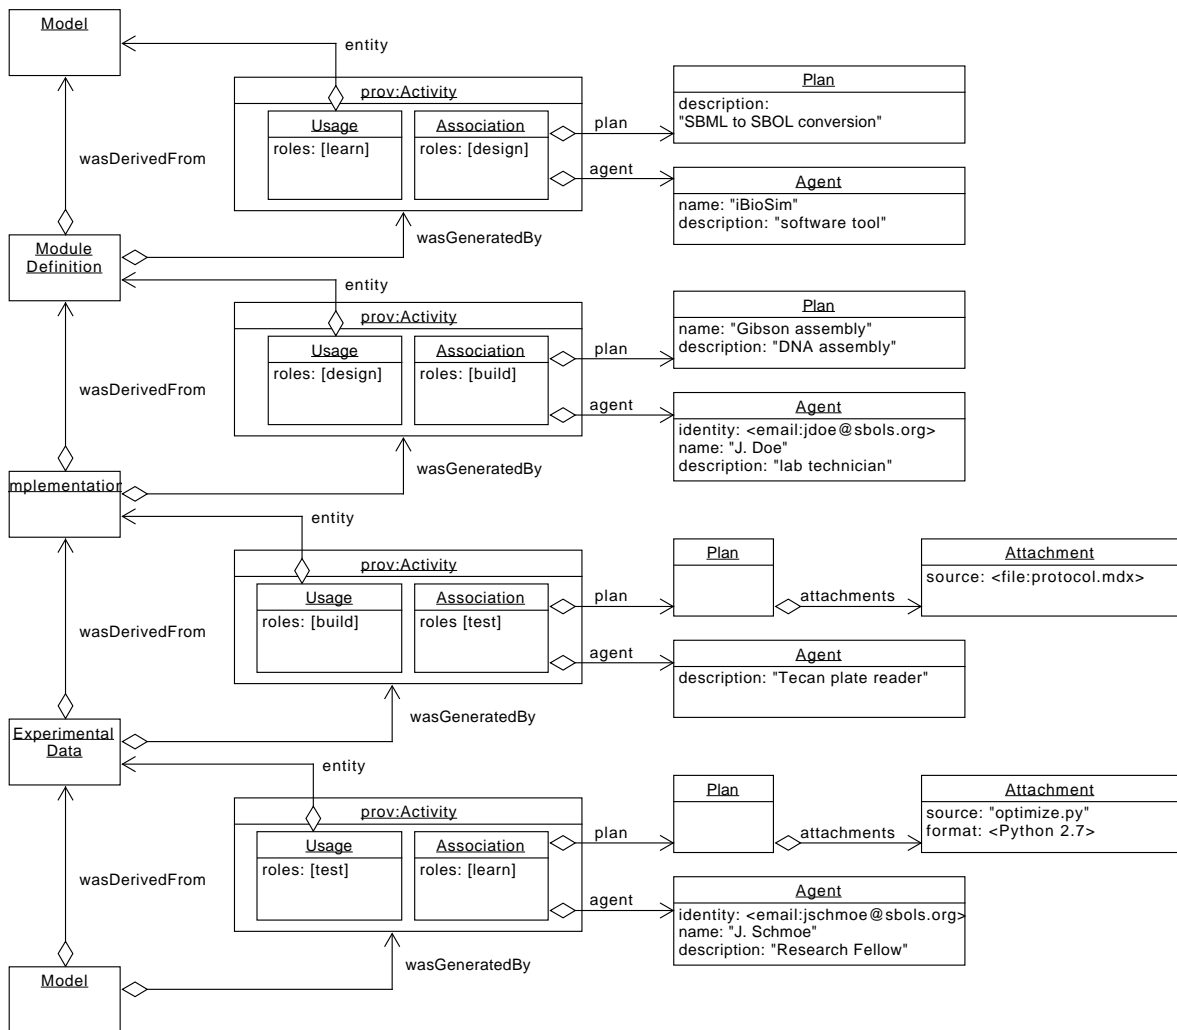 Model
entity
prov:Activity
Plan
Usage
Association
plan
description:
"SBML to SBOL conversion"
roles: [learn]
roles: [design]
wasDerivedFrom
agent
Agent
name: "iBioSim"
description: "software tool"
wasGeneratedBy
Module
Definition
entity
prov:Activity
Plan
Usage
Association
plan
name: "Gibson assembly"
description: "DNA assembly"
roles: [design]
roles: [build]
wasDerivedFrom
agent
Agent
identity: <email:jdoe@sbols.org>
name: "J. Doe"
description: "lab technician"
wasGeneratedBy
mplementation
entity
prov:Activity
Plan
Attachment
Usage
Association
plan
attachments
source: <file:protocol.mdx>
roles: [build]
roles [test]
wasDerivedFrom
agent
Agent
description: "Tecan plate reader"
wasGeneratedBy
Experimental
Data
entity
prov:Activity
Plan
Attachment
Usage
Association
plan
attachments
source: "optimize.py"
format: <Python 2.7>
roles: [test]
roles: [learn]
wasDerivedFrom
agent
Agent
identity: <email:jschmoe@sbols.org>
name: "J. Schmoe"
description: "Research Fellow"
wasGeneratedBy
Model